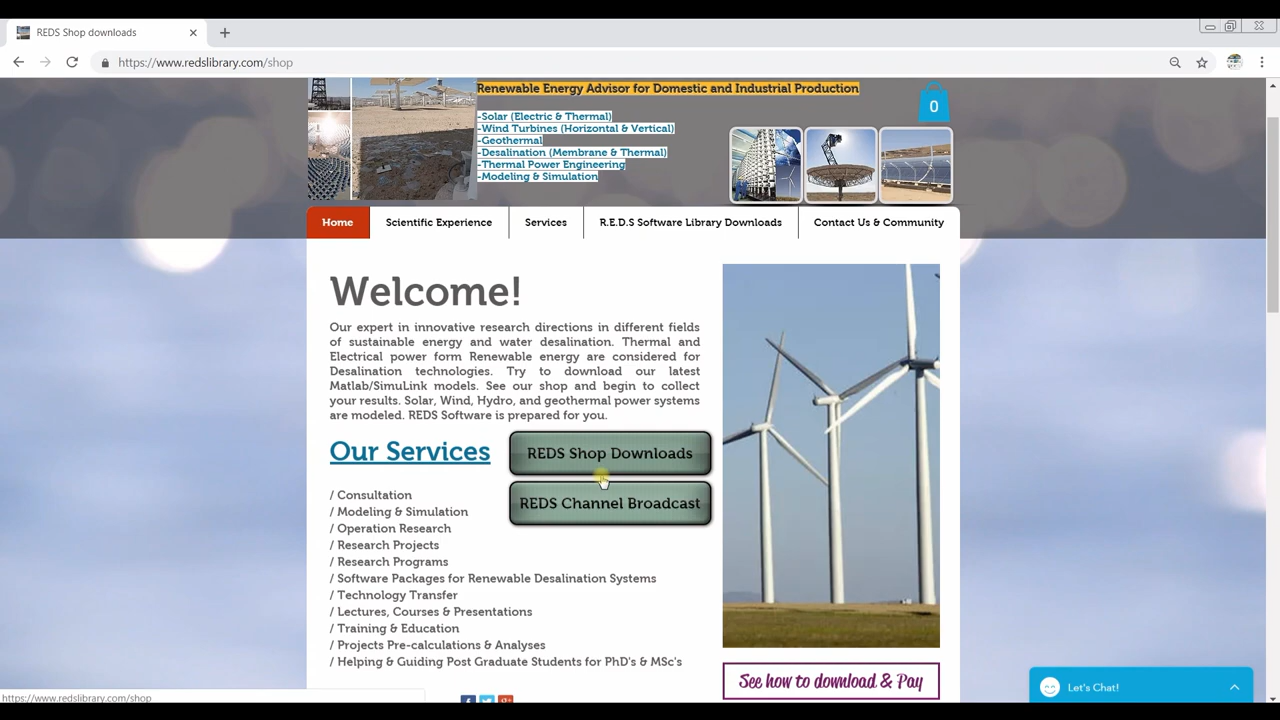 REDS Shop downloads
https://www.redslibrary.com/shop
Renewable Energy Advisor for Domestic and Industrial Production
0
-Solar (Electric & Thermal)
-Wind Turbines (Horizontal & Vertical)
-Geothermal
-Desalination (Membrane & Thermal)
-Thermal Power Engineering
-Modeling & Simulation
Home
Scientific Experience
Services
R.E.D.S Software Library Downloads
Contact Us & Community
Welcome!
Our expert in innovative research directions in different fields
of sustainable energy and water desalination. Thermal and
Electrical power form Renewable energy are considered for
Desalination technologies. Try to download our latest
Matlab/SimuLink models. See our shop and begin to collect
your results. Solar, Wind, Hydro, and geothermal power systems
are modeled. REDS Software is prepared for you.
Our Services
REDS Shop Downloads
REDS Channel Broadcast
/ Consultation
/ Modeling & Simulation
/ Operation Research
/ Research Projects
/ Research Programs
/ Software Packages for Renewable Desalination Systems
/ Technology Transfer
/ Lectures, Courses & Presentations
/ Training & Education
/ Projects Pre-calculations & Analyses
/ Helping & Guiding Post Graduate Students for PhD's & MSc's
See how to download & Pay
Let's Chat!
https://www.redslibrary.com/shop